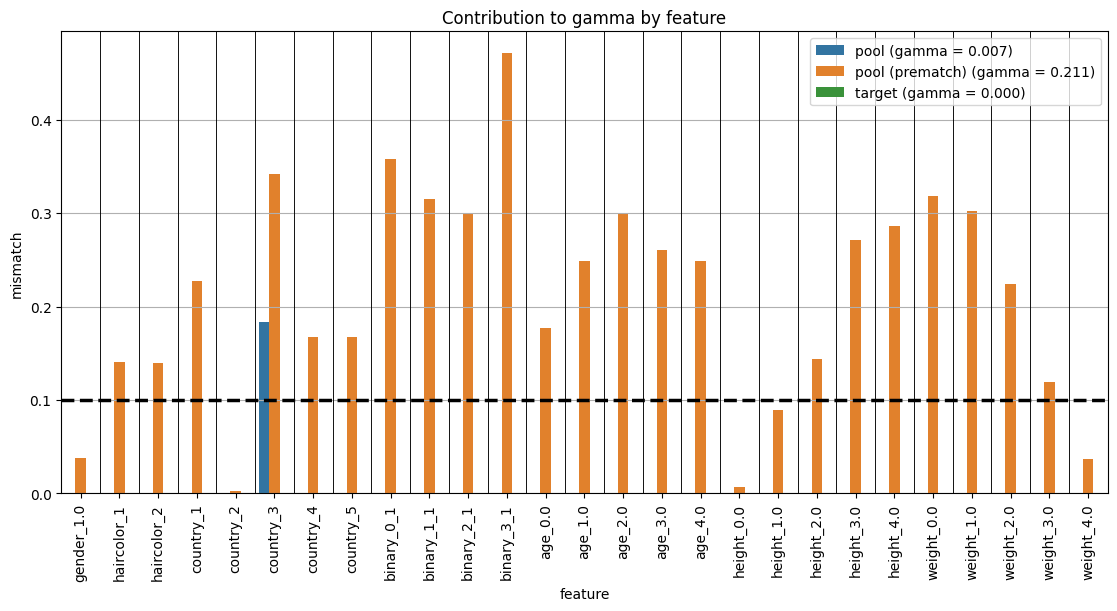 Contribution to gamma by feature
pool (gamma = 0.007)
pool (prematch) (gamma = 0.211)
target (gamma = 0.000)
mismatch
0.4
0.3
0.2
0.1
0.0
gender_1.0
haircolor_1
haircolor_2
country_1
country_2
country_3
country_4
country_5
binary_0_1
binary_1_1
binary_2_1
binary_3_1
age_0.0
age_1.0
age_2.0
age_3.0
age_4.0
height_0.0
height_1.0
height_2.0
height_3.0
height_4.0
weight_0.0
weight_1.0
weight_2.0
weight_3.0
weight_4.0
feature